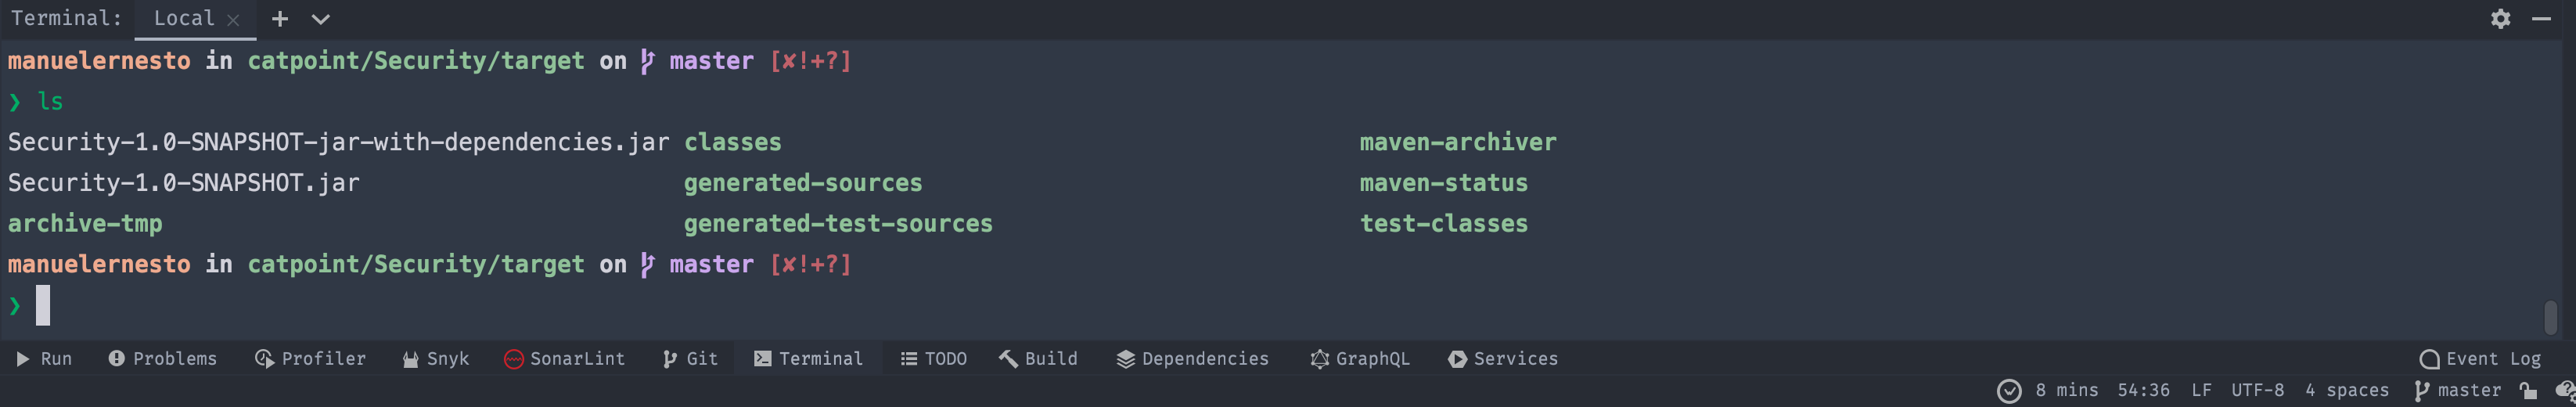 Terminal: Local × + 
manuelernesto in catpoint/Security/target on master [✘!+?]
❯ ls
Security-1.0-SNAPSHOT-jar-with-dependencies.jar classes maven-archiver
Security-1.0-SNAPSHOT.jar generated-sources maven-status
archive-tmp generated-test-sources test-classes
manuelernesto in catpoint/Security/target on master [✘!+?]
❯
Run Problems Profiler Snyk SonarLint Git Terminal TODO Build Dependencies GraphQL Services Event Log
8 mins 54:36 LF UTF-8 4 spaces master